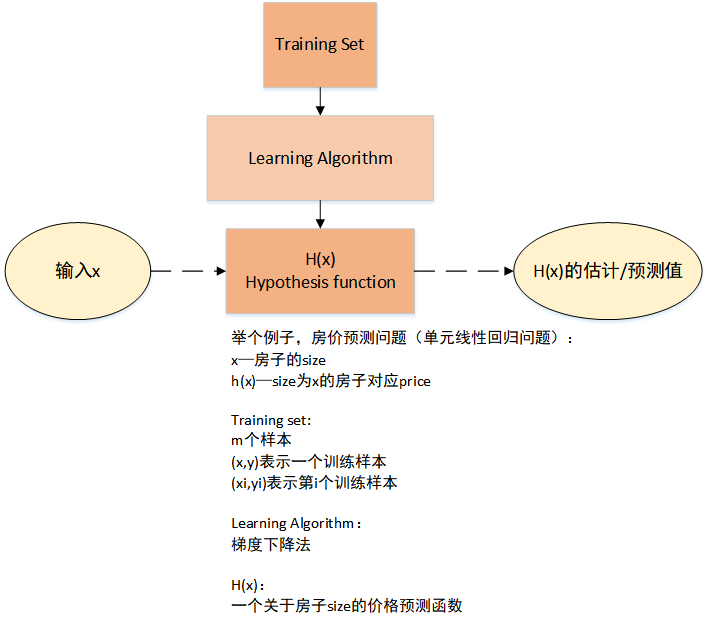 Training Set
Learning Algorithm
输入x
H(x)
Hypothesis function
H(x)的估计/预测值
举个例子，房价预测问题（单元线性回归问题）：
x—房子的size
h(x)—size为x的房子对应price
Training set:
m个样本
(x,y)表示一个训练样本
(xi,yi)表示第i个训练样本
Learning Algorithm：
梯度下降法
H(x)：
一个关于房子size的价格预测函数